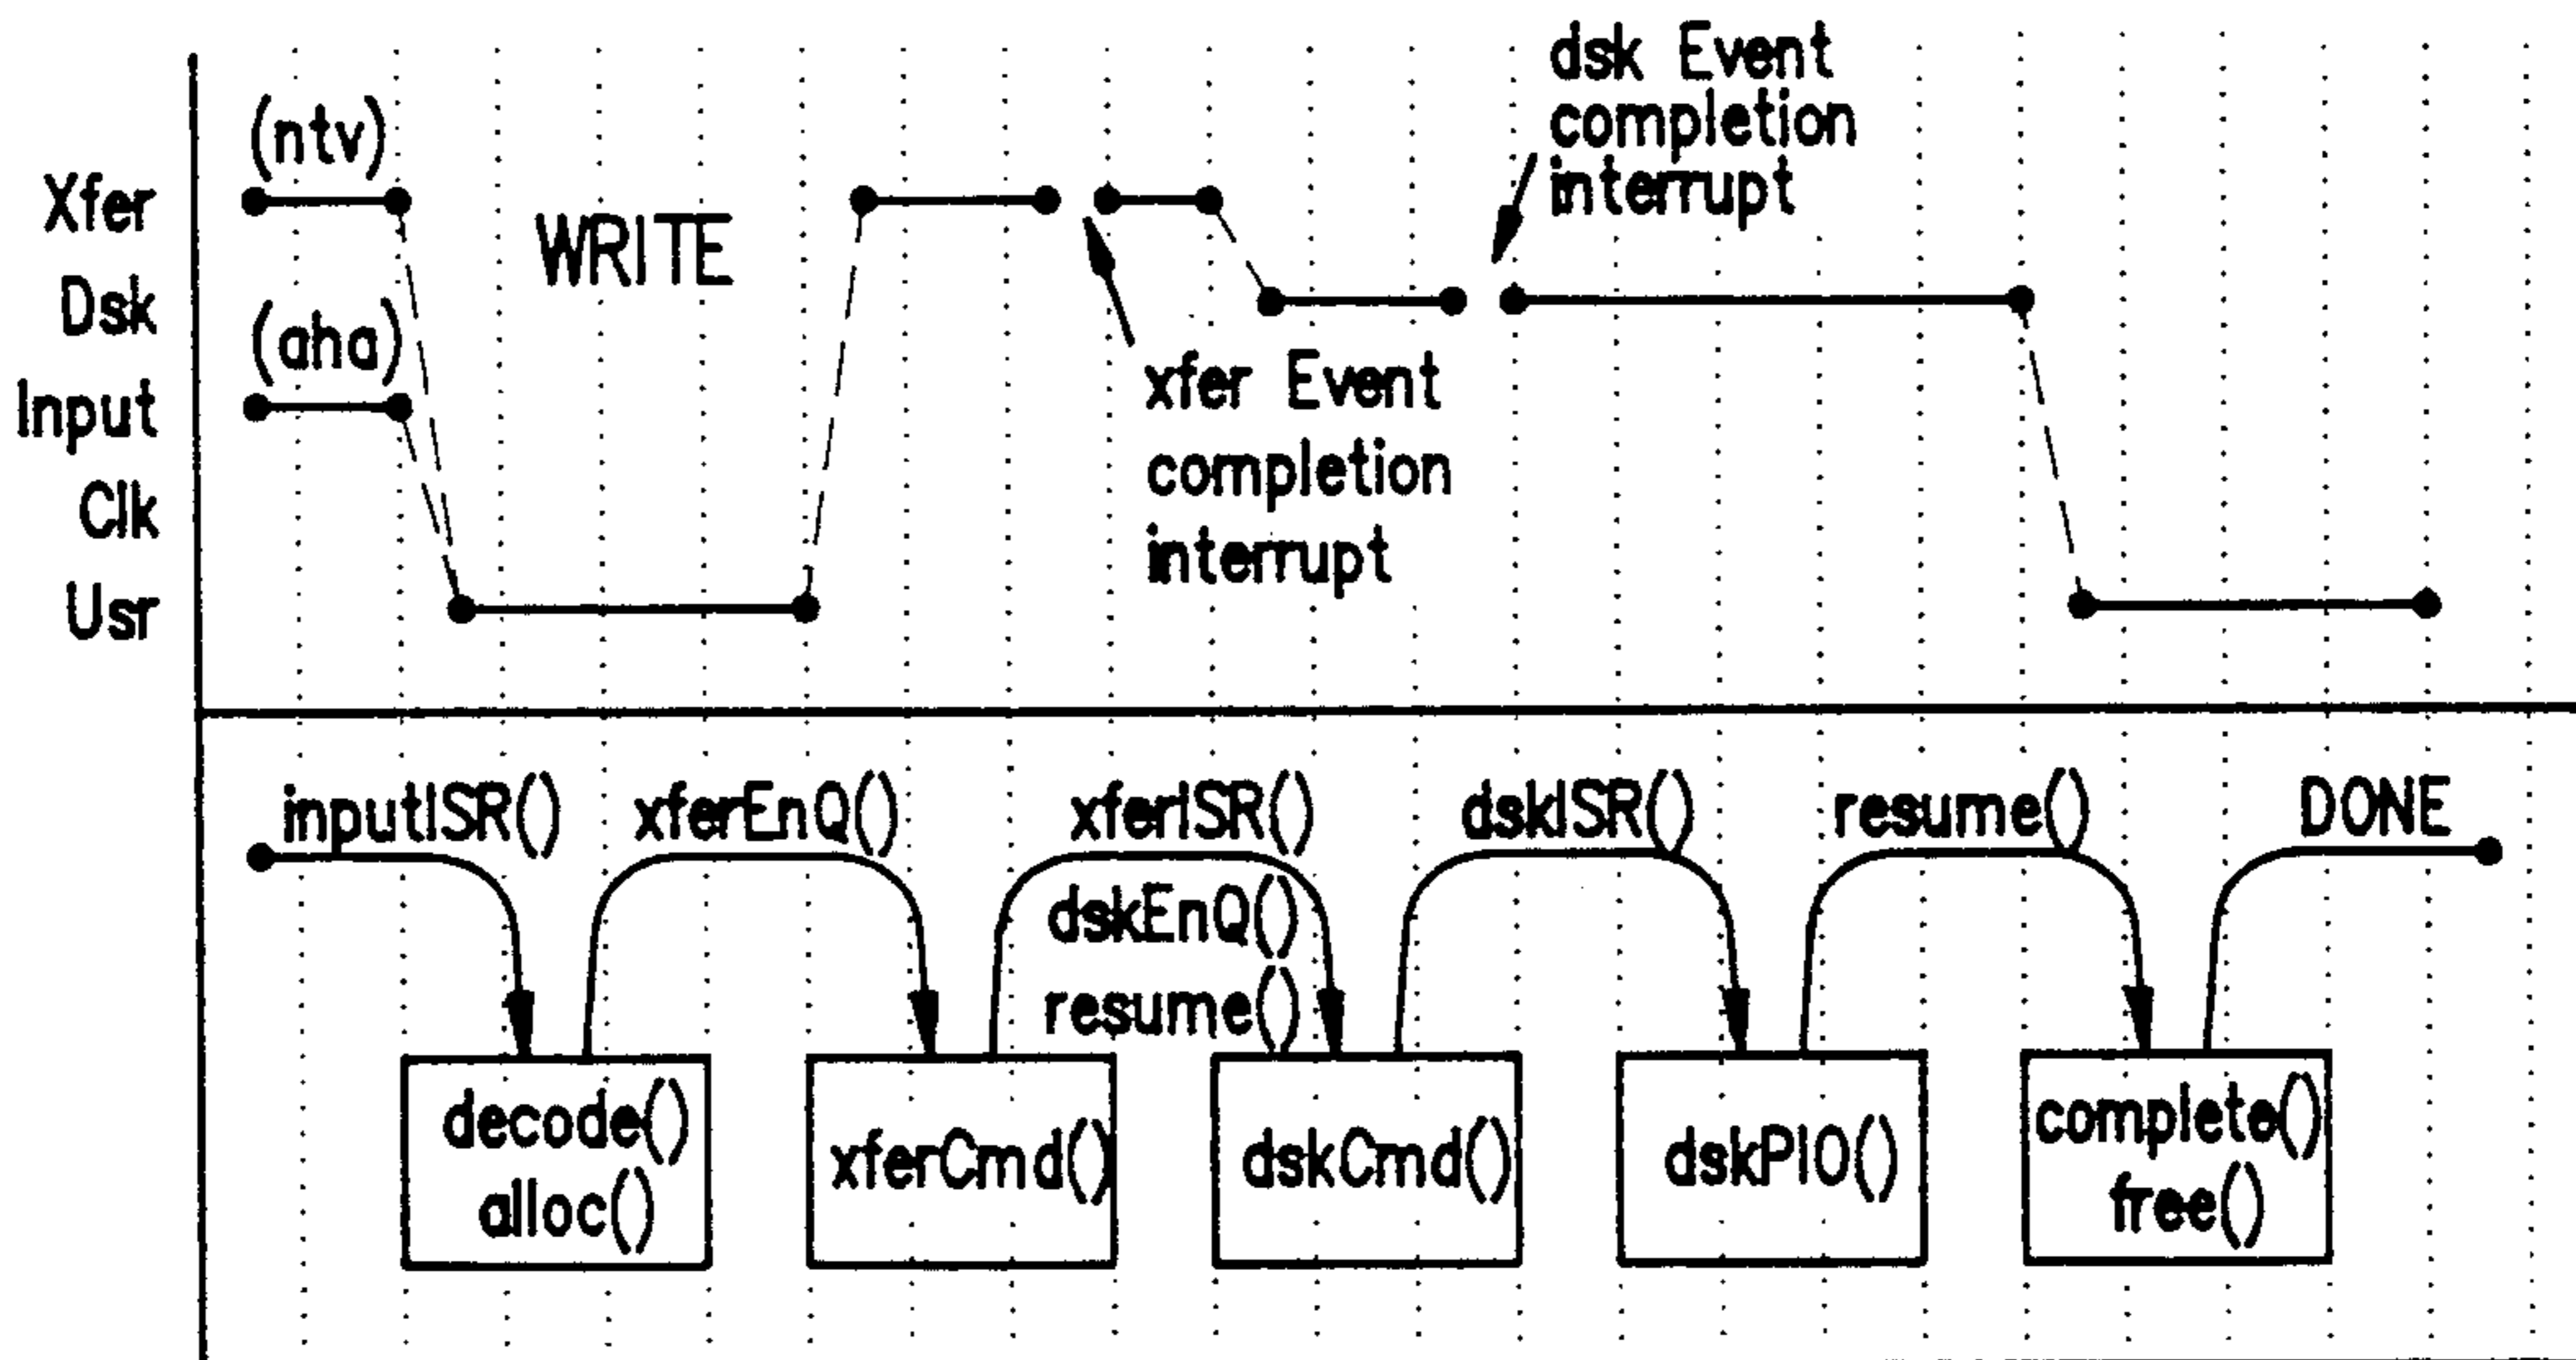 dsk Event
completion
interrupt
(ntv)
Xfer
WRITE
Dsk
(aha)
Input
xfer Event
completion
interrupt
Clk
Usr
inputISR()
xferEnQ()
xferISR()
dskEnQ()
resume()
dskISR()
resume()
DONE
decode()
alloc()
xferCmd()
dskCmd()
dskPIO()
complete()
free()